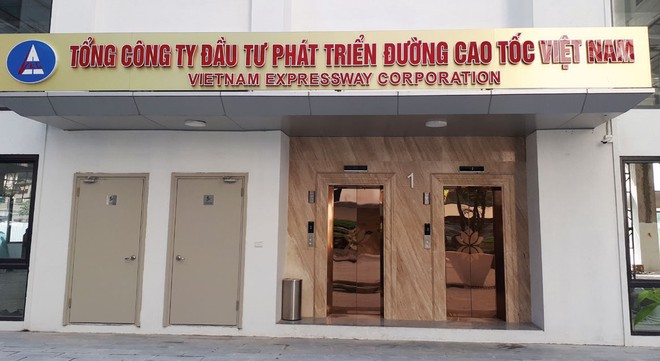 TỔNG CÔNG TY ĐẦU TƯ PHÁT TRIỂN ĐƯỜNG CAO TỐC VIỆT NAM
VIETNAM EXPRESSWAY CORPORATION
1